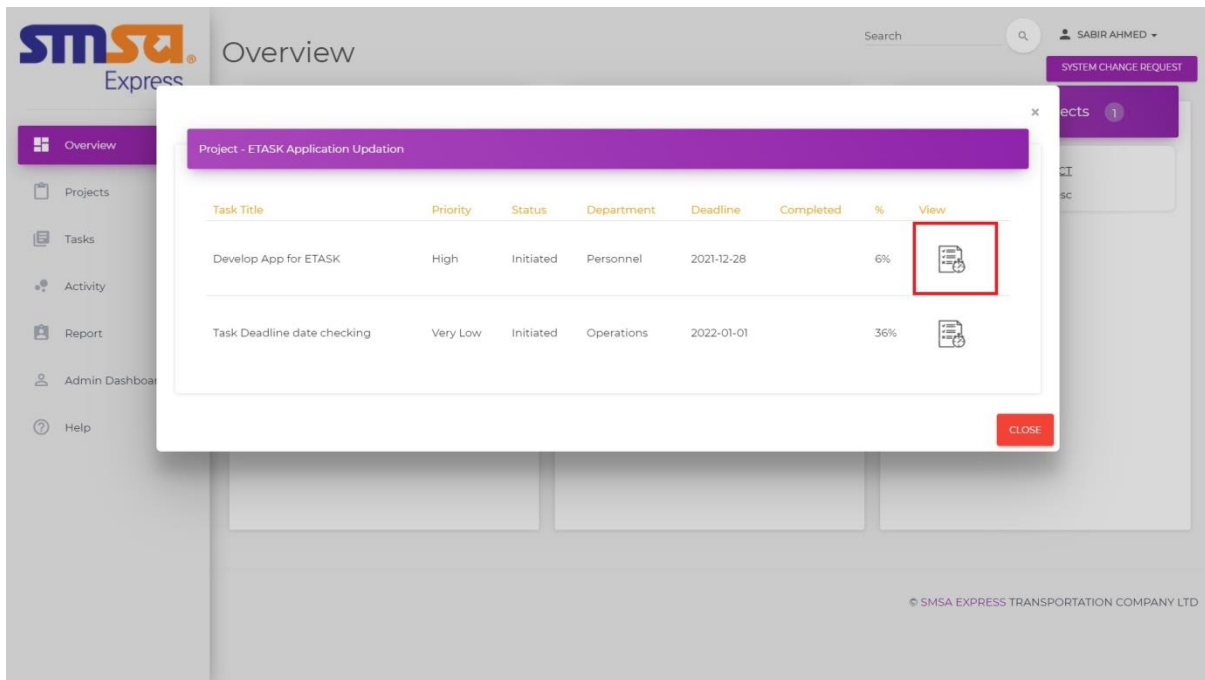 smsa
Express
Overview
Search
SABIR AHMED
SYSTEM CHANGE REQUEST
ects 1
Overview
Projects
Tasks
Activity
Report
Admin Dashboar
Help
×
Project - ETASK Application Updation
Task Title Priority Status Department Deadline Completed % View
Develop App for ETASK High Initiated Personnel 2021-12-28 6%
Task Deadline date checking Very Low Initiated Operations 2022-01-01 36%
CLOSE
CT
sc
© SMSA EXPRESS TRANSPORTATION COMPANY LTD